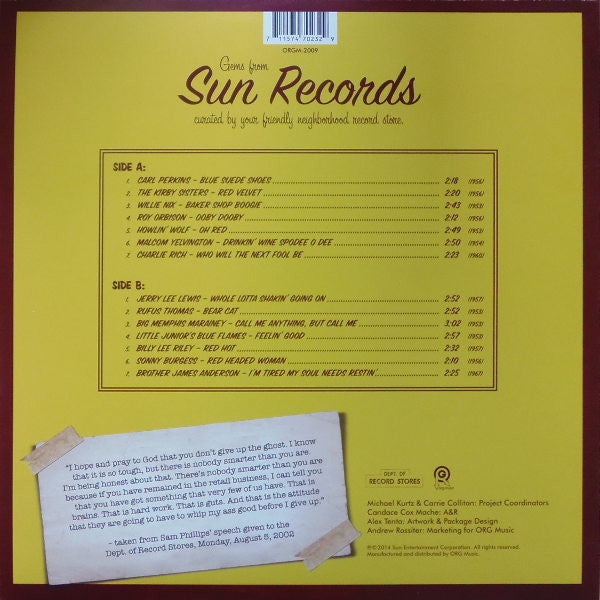 7 11574 70232 9
ORGM 2009
Gems from
Sun Records
curated by your friendly neighborhood record store.
SIDE A:
1. CARL PERKINS - BLUE SUEDE SHOES 2:18 (1956)
2. THE KIRBY SISTERS - RED VELVET 2:20 (1956)
3. WILLIE NIX - BAKER SHOP BOOGIE 2:43 (1953)
4. ROY ORBISON - OOBY DOOBY 2:12 (1956)
5. HOWLIN' WOLF - OH RED 2:49 (1953)
6. MALCOM YELVINGTON - DRINKIN' WINE SPODEE O DEE 2:50 (1954)
7. CHARLIE RICH - WHO WILL THE NEXT FOOL BE 2:23 (1960)
SIDE B:
1. JERRY LEE LEWIS - WHOLE LOTTA SHAKIN' GOING ON 2:52 (1957)
2. RUFUS THOMAS - BEAR CAT 2:52 (1953)
3. BIG MEMPHIS MARAINEY - CALL ME ANYTHING, BUT CALL ME 3:02 (1953)
4. LITTLE JUNIOR'S BLUE FLAMES - FEELIN' GOOD 2:57 (1953)
5. BILLY LEE RILEY - RED HOT 2:32 (1957)
6. SONNY BURGESS - RED HEADED WOMAN 2:10 (1956)
7. BROTHER JAMES ANDERSON - I'M TIRED MY SOUL NEEDS RESTIN' 2:25 (1967)
"I hope and pray to God that you don't give up the ghost. I know
that it is so tough, but there is nobody smarter than you are.
I'm being honest about that. There's nobody smarter than you are
because if you have remained in the retail business, I can tell you
that you have got something that very few of us have. That is
brains. That is hard work. That is guts. And that is the attitude
that they are going to have to whip my ass good before I give up."
- taken from Sam Phillips' speech given to the
Dept. of Record Stores, Monday, August 5, 2002
DEPT. OF
RECORD STORES
Michael Kurtz & Carrie Colliton: Project Coordinators
Candace Cox Mache: A&R
Alex Tenta: Artwork & Package Design
Andrew Rossiter: Marketing for ORG Music
℗ © 2014 Sun Entertainment Corporation. All rights reserved.
Manufactured and distributed by ORG Music.